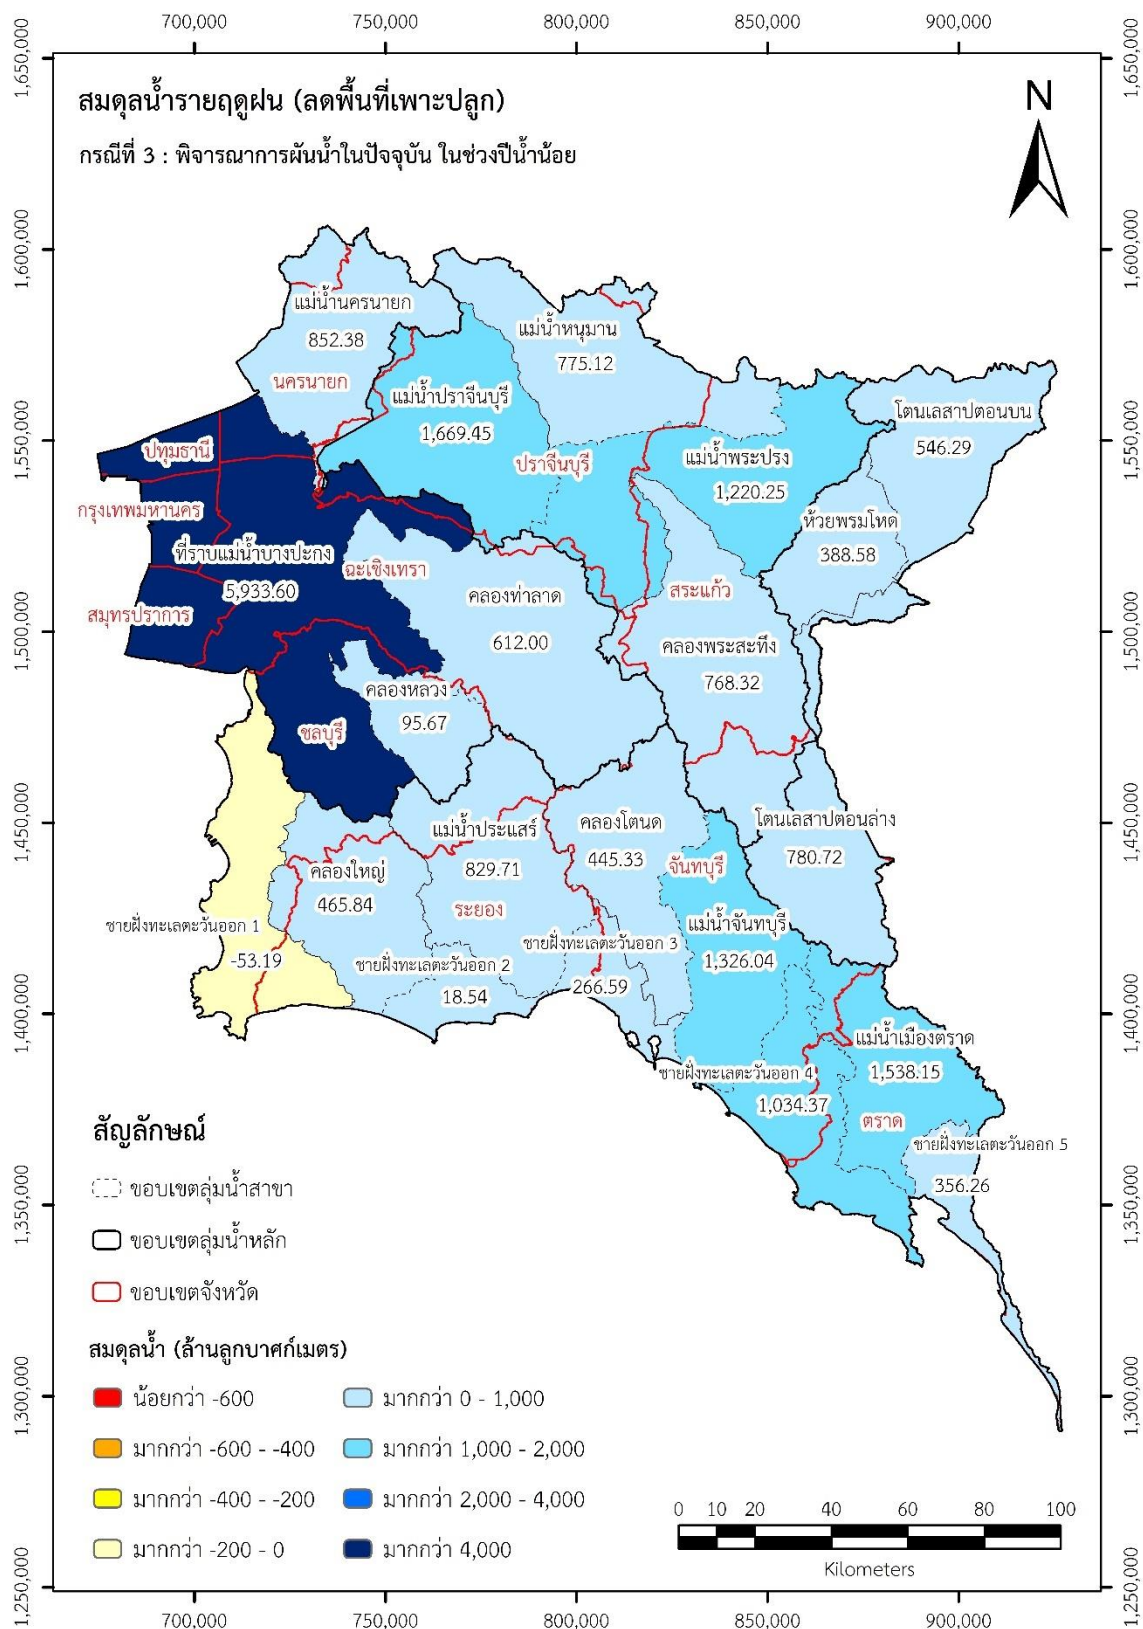 700,000 750,000 800,000 850,000 900,000
1,650,000 1,650,000
สมดุลน้ำรายฤดูฝน (ลดพื้นที่เพาะปลูก)
N
กรณีที่ 3 : พิจารณาการผันน้ำในปัจจุบัน ในช่วงปีน้ำน้อย
1,600,000 1,600,000
แม่น้ำนครนายก
852.38
แม่น้ำหนุมาน
775.12
นครนายก
แม่น้ำปราจีนบุรี
1,669.45
โตนเลสาปตอนบน
546.29
1,550,000 1,550,000
ปทุมธานี
ปราจีนบุรี
แม่น้ำพระปรง
1,220.25
กรุงเทพมหานคร
ห้วยพรมโหด
388.58
ที่ราบแม่น้ำบางปะกง
5,933.60
ฉะเชิงเทรา
คลองท่าลาด
612.00
สระแก้ว
สมุทรปราการ
1,500,000 1,500,000
คลองพระสะทึง
768.32
คลองหลวง
95.67
ชลบุรี
1,450,000 1,450,000
แม่น้ำประแสร์
829.71
คลองโตนด
445.33
โตนเลสาปตอนล่าง
780.72
คลองใหญ่
465.84
จันทบุรี
ระยอง
แม่น้ำจันทบุรี
1,326.04
ชายฝั่งทะเลตะวันออก 1
-53.19
ชายฝั่งทะเลตะวันออก 3
266.59
ชายฝั่งทะเลตะวันออก 2
18.54
1,400,000 1,400,000
แม่น้ำเมืองตราด
1,538.15
ชายฝั่งทะเลตะวันออก 4
1,034.37
ตราด
ชายฝั่งทะเลตะวันออก 5
356.26
1,350,000 1,350,000
สัญลักษณ์
ขอบเขตลุ่มน้ำสาขา
ขอบเขตลุ่มน้ำหลัก
ขอบเขตจังหวัด
สมดุลน้ำ (ล้านลูกบาศก์เมตร)
1,300,000 1,300,000
น้อยกว่า -600 มากกว่า 0 - 1,000
มากกว่า -600 - -400 มากกว่า 1,000 - 2,000
มากกว่า -400 - -200 มากกว่า 2,000 - 4,000
มากกว่า -200 - 0 มากกว่า 4,000
0 10 20 40 60 80 100
Kilometers
1,250,000 1,250,000
700,000 750,000 800,000 850,000 900,000